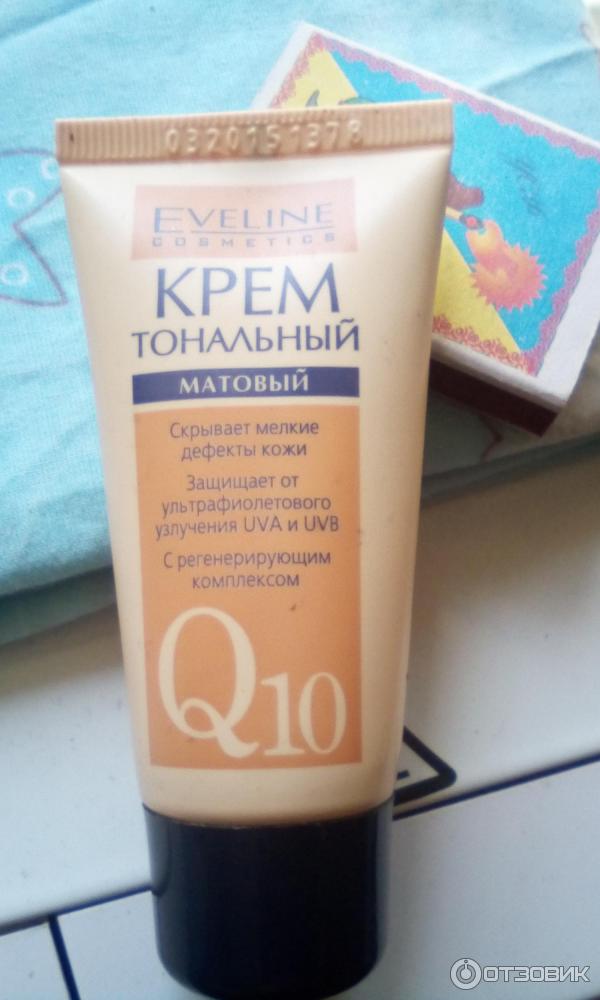 0320151378
EVELINE
COSMETICS
КРЕМ
ТОНАЛЬНЫЙ
МАТОВЫЙ
Скрывает мелкие
дефекты кожи
Защищает от
ультрафиолетового
узлучения UVA и UVB
С регенерирующим
комплексом
Q10
ОТЗОВИК